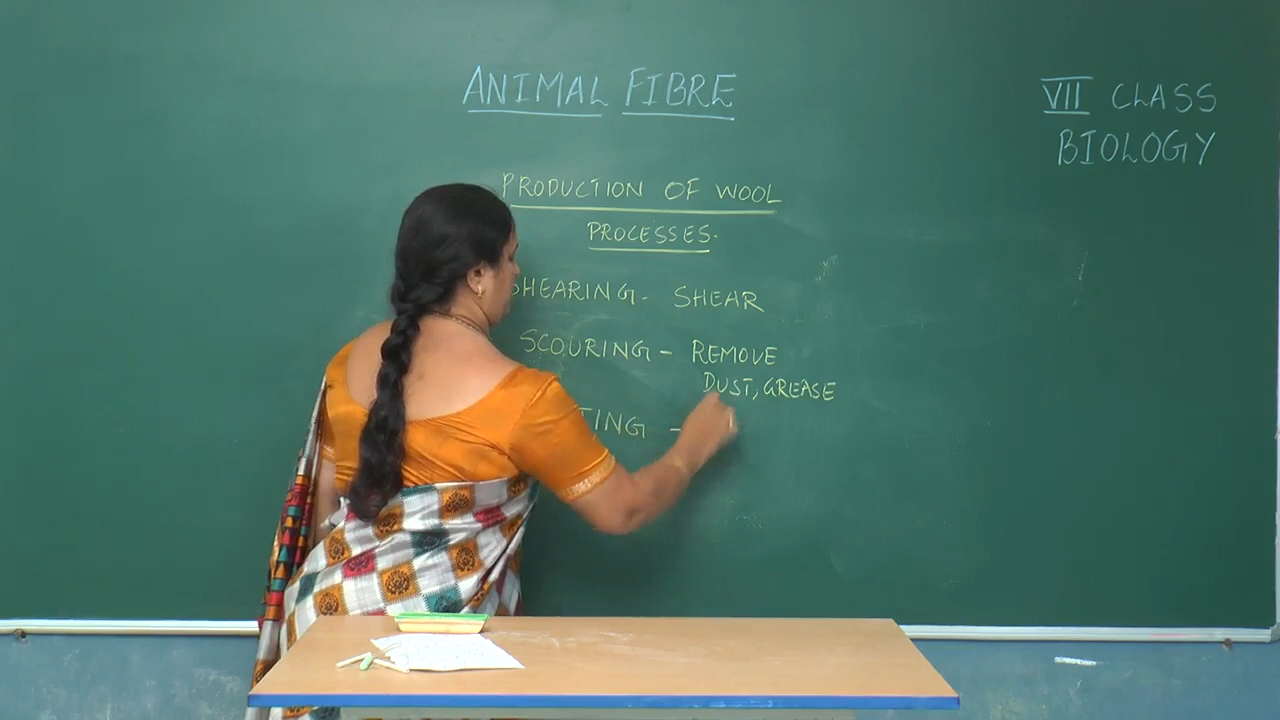 ANIMAL FIBRE
VII CLASS
BIOLOGY
PRODUCTION OF WOOL
PROCESSES.
SHEARING - SHEAR
SCOURING - REMOVE
DUST, GREASE
TING -